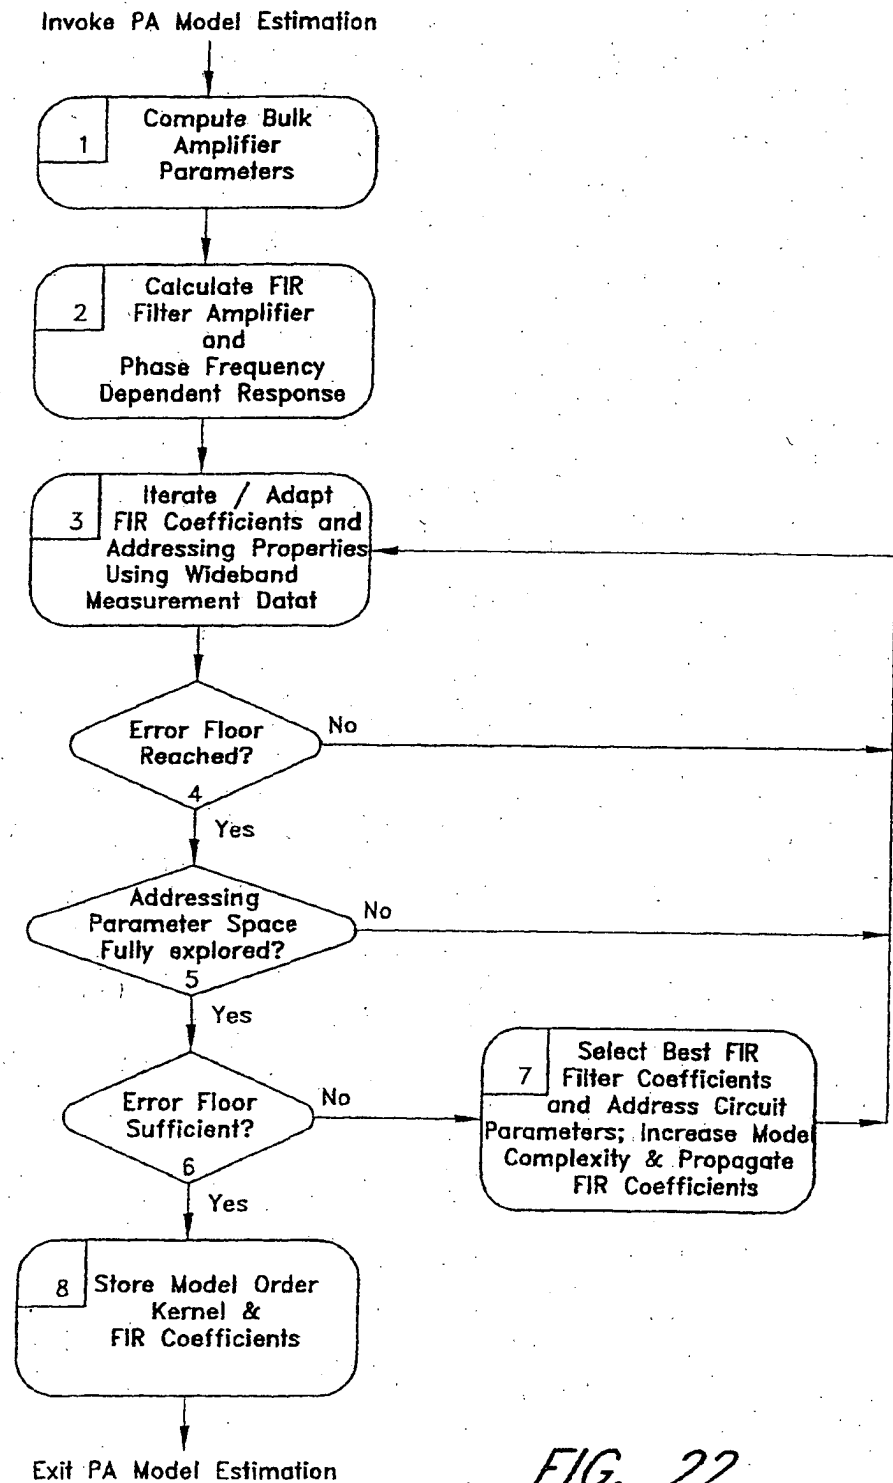 Invoke PA Model Estimation
1
Compute Bulk
Amplifier
Parameters
2
Calculate FIR
Filter Amplifier
and
Phase Frequency
Dependent Response
3
Iterate / Adapt
FIR Coefficients and
Addressing Properties
Using Wideband
Measurement Datat
Error Floor
Reached?
4
No
Yes
Addressing
Parameter Space
Fully explored?
5
No
Yes
Error Floor
Sufficient?
6
No
Yes
7
Select Best FIR
Filter Coefficients
and Address Circuit
Parameters; Increase Model
Complexity & Propagate
FIR Coefficients
8
Store Model Order
Kernel &
FIR Coefficients
Exit PA Model Estimation
FIG. 22